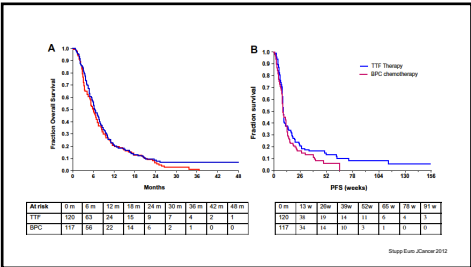 A
Fraction Overall Survival
1.0
0.9
0.8
0.7
0.6
0.5
0.4
0.3
0.2
0.1
0.0
0 6 12 18 24 30 36 42 48
Months
B
TTF Therapy
BPC chemotherapy
Fraction survival
1.0
0.9
0.8
0.7
0.6
0.5
0.4
0.3
0.2
0.1
0.0
0 26 52 78 104 130 156
PFS (weeks)
At risk 0 m 6 m 12 m 18 m 24 m 30 m 36 m 42 m 48 m
TTF 120 63 24 15 9 7 4 2 1
BPC 117 56 22 14 6 2 1 0 0
0 m 13 w 26w 39w 52w 65 w 78 w 91 w
120 38 19 14 11 6 4 3
117 34 14 10 3 1 0 0
Stupp Euro JCancer 2012